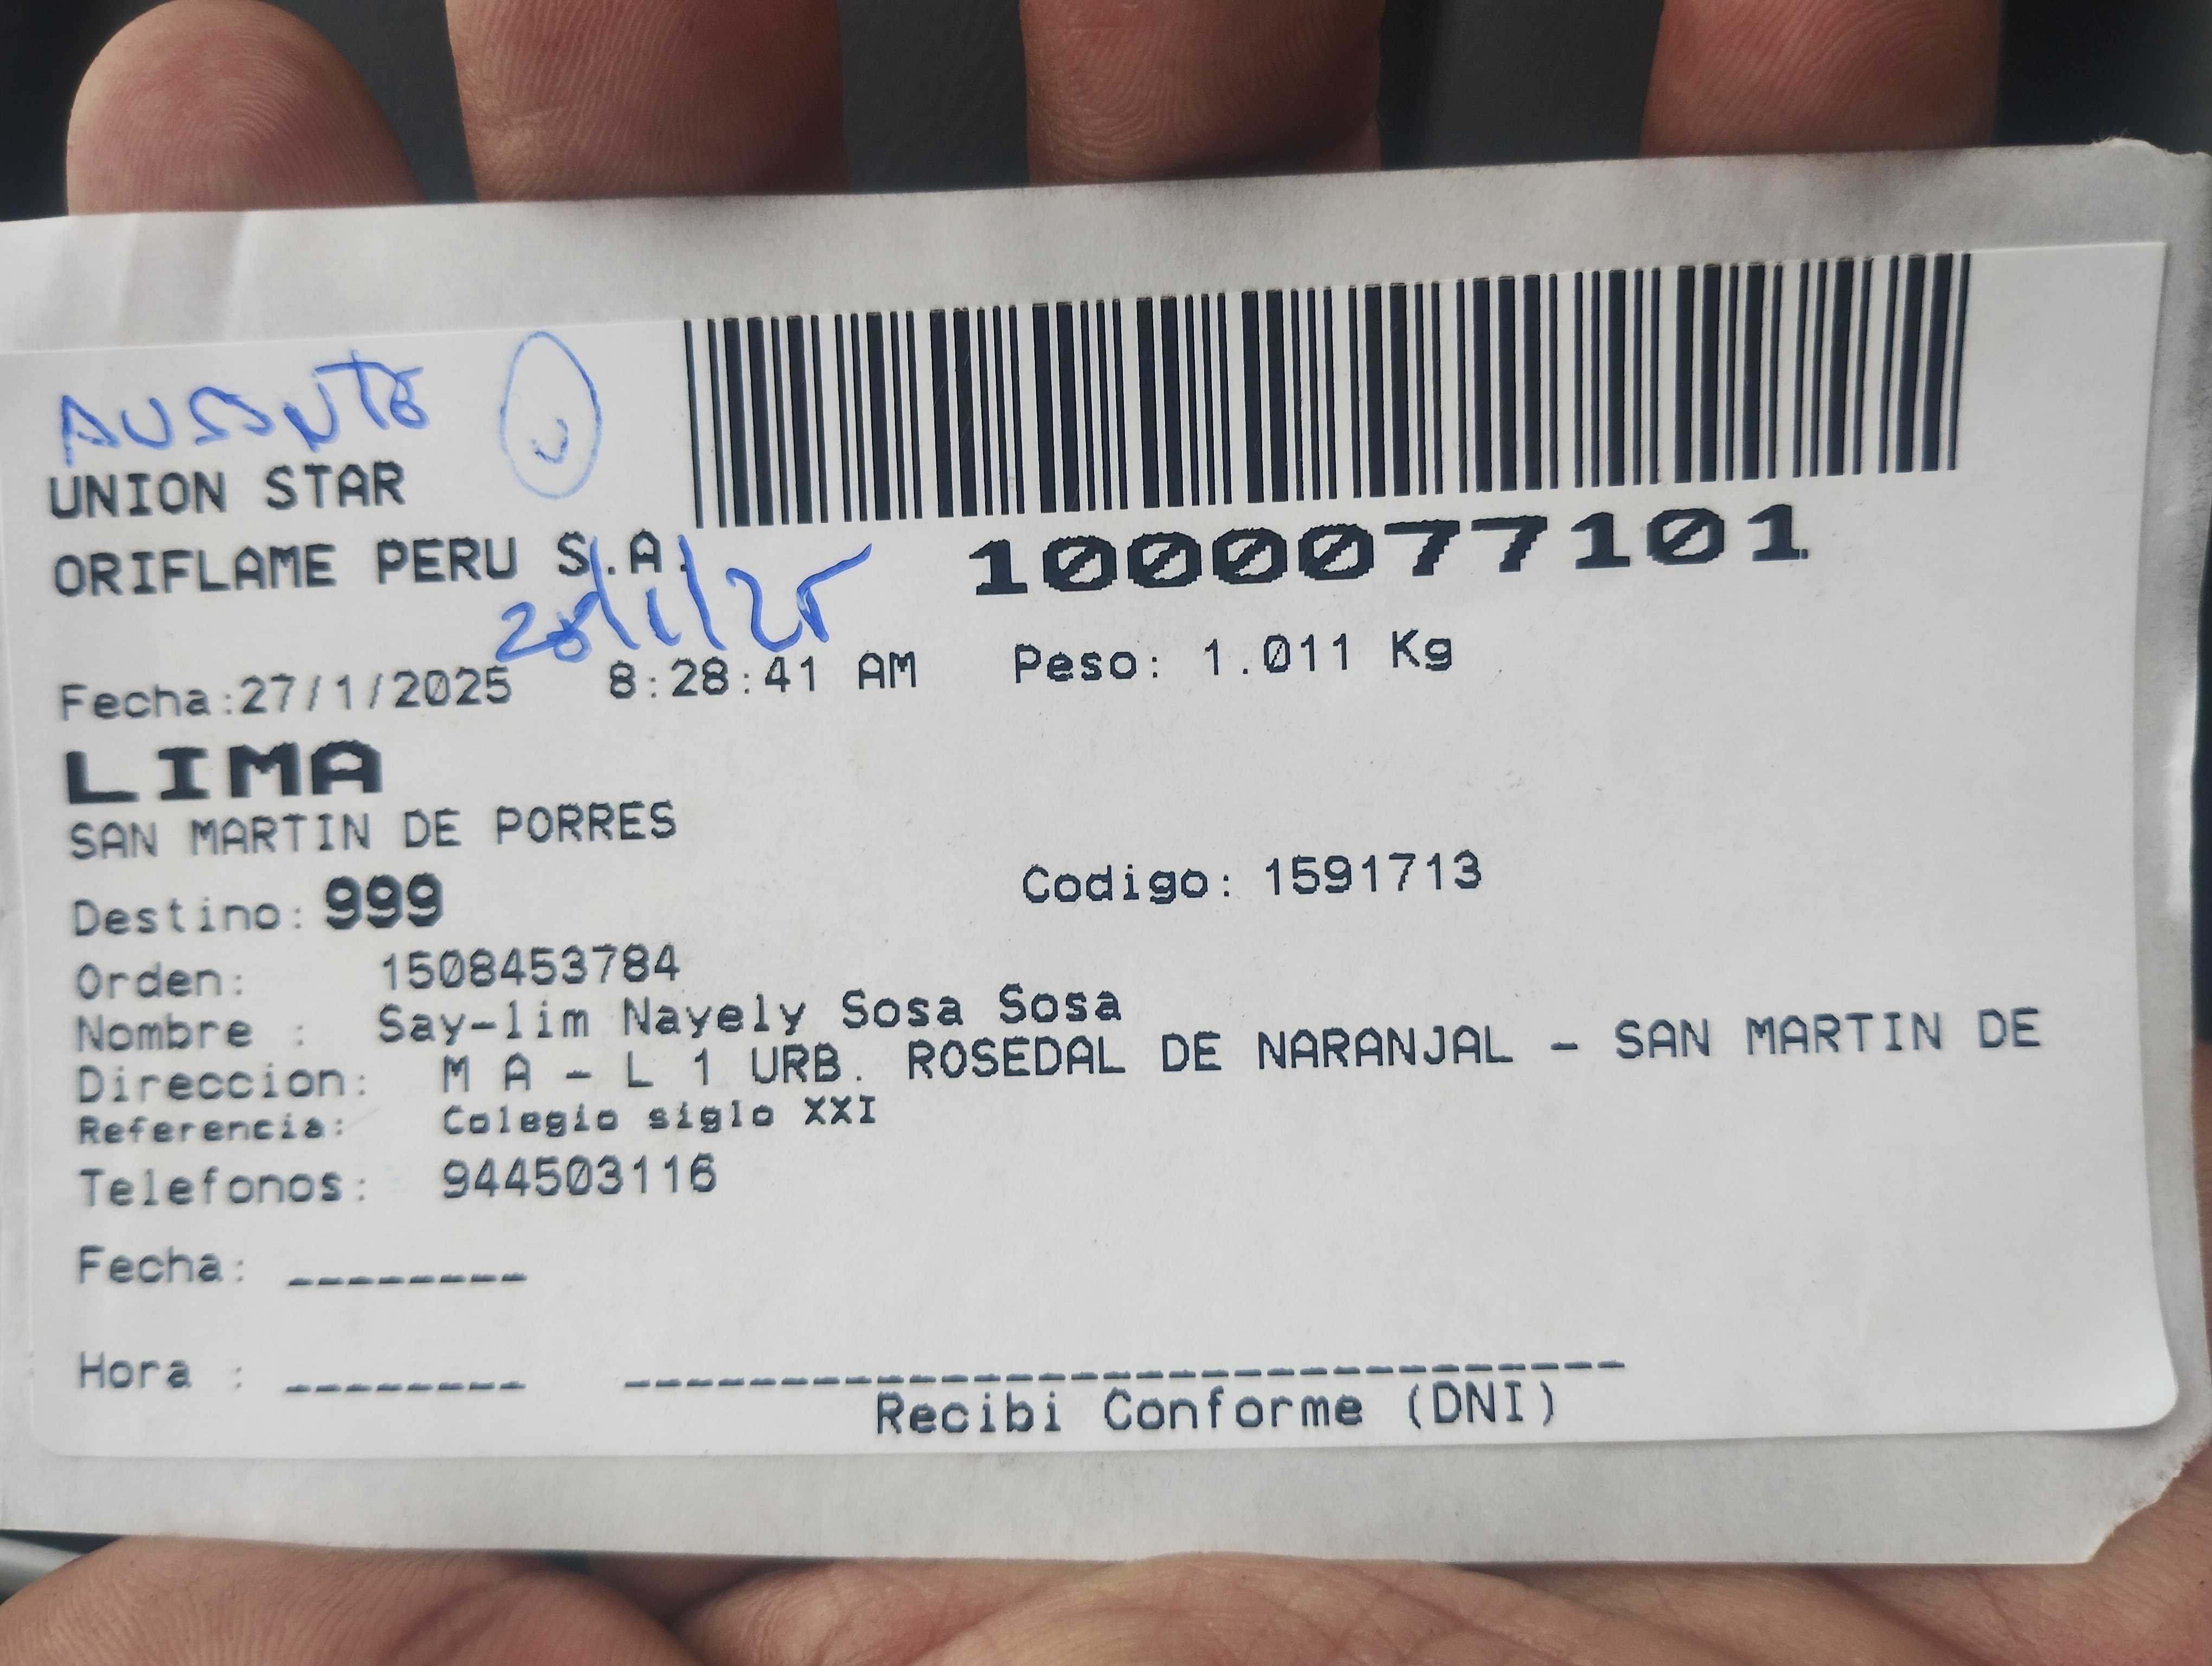 AUSENTE
UNION STAR
ORIFLAME PERU S.A.
1000077101
28/1/25
Fecha:27/1/2025 8:28:41 AM Peso: 1.011 Kg
LIMA
SAN MARTIN DE PORRES
Destino: 999 Codigo: 1591713
Orden: 1508453784
Nombre : Say-lim Nayely Sosa Sosa
Direccion: M A - L 1 URB. ROSEDAL DE NARANJAL - SAN MARTIN DE
Referencia: Colegio siglo XXI
Telefonos: 944503116
Fecha: ________
Hora : ________
Recibi Conforme (DNI)